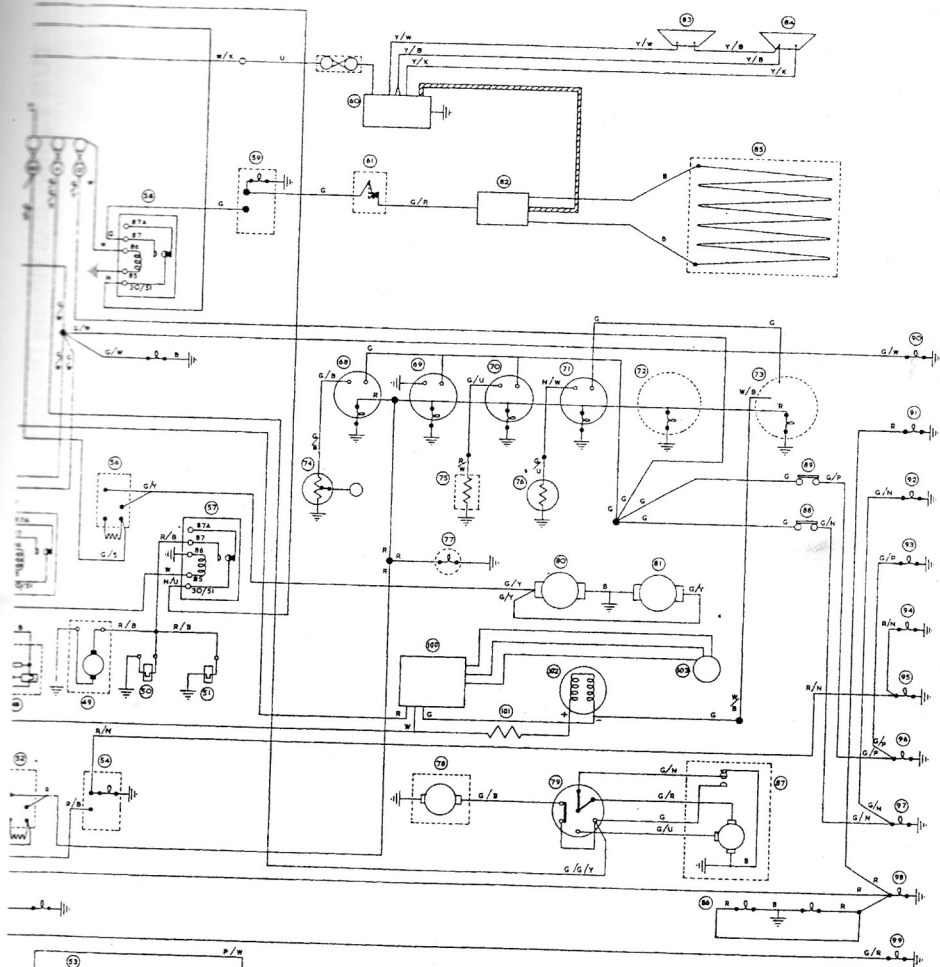 83
84
Y/W
Y/W
Y/B
Y/B
Y/B
Y/K
Y/K
W/K
U
60
59
61
82
85
G
G
G/R
B
B
58
87A
87
86
85
30/51
G
W
N
G/W
G/W
B
G
G
G/W
90
68
69
70
71
72
73
G/B
G/U
N/W
W/B
R
R
R
91
74
75
76
G
G
G
G
89
G/P
88
G/N
G/N
92
56
G/Y
G/S
57
87A
87
86
85
30/51
R/B
W
N/U
R
R
R
77
G/P
93
G/Y
G/Y
80
B
81
G/Y
R/N
94
R/B
R/B
49
50
51
100
102
103
R
W
G
101
+
-
G
R/N
95
R/N
52
54
R
R/B
78
G/B
79
G/N
G/R
G
G/U
B
87
G/P
G/P
96
G/N
G/N
97
G/G/Y
R
R
R
98
86
R
B
R
53
P/W
G/R
99